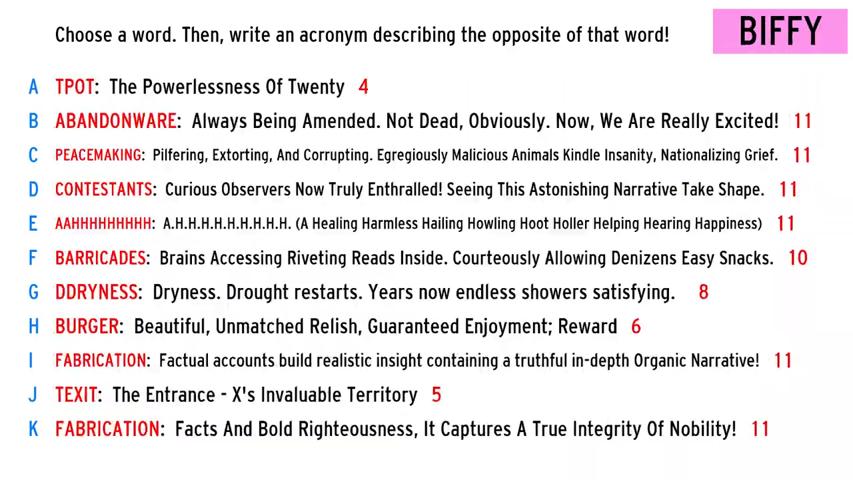 Choose a word. Then, write an acronym describing the opposite of that word!
BIFFY
A TPOT: The Powerlessness Of Twenty 4
B ABANDONWARE: Always Being Amended. Not Dead, Obviously. Now, We Are Really Excited! 11
C PEACEMAKING: Pilfering, Extorting, And Corrupting. Egregiously Malicious Animals Kindle Insanity, Nationalizing Grief. 11
D CONTESTANTS: Curious Observers Now Truly Enthralled! Seeing This Astonishing Narrative Take Shape. 11
E AAHHHHHHHHH: A.H.H.H.H.H.H.H.H.H. (A Healing Harmless Hailing Howling Hoot Holler Helping Hearing Happiness) 11
F BARRICADES: Brains Accessing Riveting Reads Inside. Courteously Allowing Denizens Easy Snacks. 10
G DDRYNESS: Dryness. Drought restarts. Years now endless showers satisfying. 8
H BURGER: Beautiful, Unmatched Relish, Guaranteed Enjoyment; Reward 6
I FABRICATION: Factual accounts build realistic insight containing a truthful in-depth Organic Narrative! 11
J TEXIT: The Entrance - X's Invaluable Territory 5
K FABRICATION: Facts And Bold Righteousness, It Captures A True Integrity Of Nobility! 11